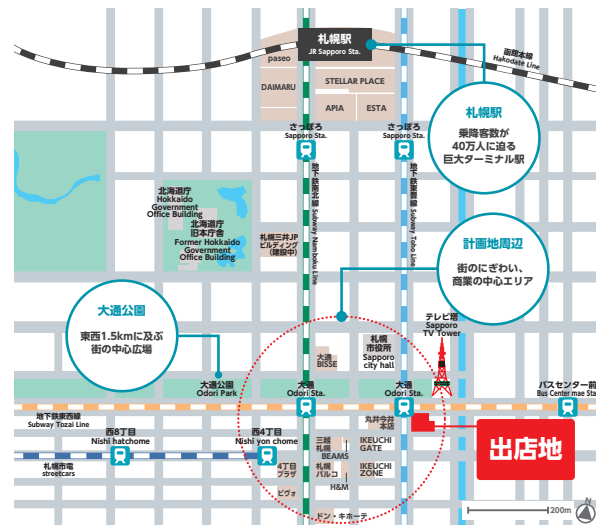 札幌駅
JR Sapporo Sta.
函館本線
Hakodate Line
paseo
DAIMARU
STELLAR PLACE
APIA
ESTA
さっぽろ
Sapporo Sta.
さっぽろ
Sapporo Sta.
札幌駅
乗降客数が
40万人に迫る
巨大ターミナル駅
地下鉄南北線 Subway Namboku Line
地下鉄東豊線 Subway Toho Line
北海道庁
Hokkaido
Government
Office Building
北海道庁
旧本庁舎
Former Hokkaido
Government
Office Building
札幌三井JP
ビルディング
(建設中)
計画地周辺
街のにぎわい、
商業の中心エリア
大通公園
東西1.5kmに及ぶ
街の中心広場
テレビ塔
Sapporo
TV Tower
大通
BISSE
札幌
市役所
Sapporo
city hall
大通公園
Odori Park
大通
Odori Sta.
大通
Odori Sta.
バスセンター前
Bus Center mae Sta
地下鉄東西線
Subway Tozai Line
丸井今井
本店
出店地
西8丁目
Nishi hatchome
西4丁目
Nishi yon chome
三越
札幌
BEAMS
IKEUCHI
GATE
札幌市電
streetcars
4丁目
プラザ
札幌
パルコ
IKEUCHI
ZONE
H&M
ピヴォ
ドン・キホーテ
200m
N